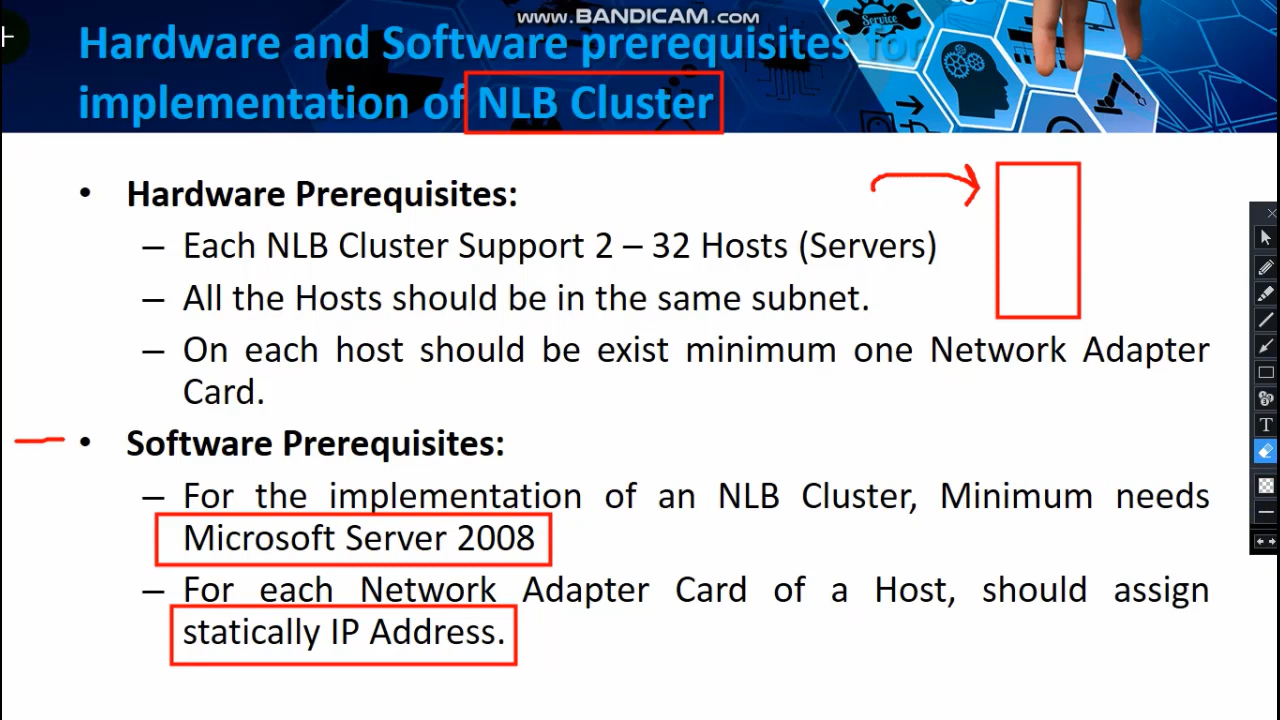 www.BANDICAM.com
Service
Hardware and Software prerequisites for
implementation of NLB Cluster
• Hardware Prerequisites:
– Each NLB Cluster Support 2 – 32 Hosts (Servers)
– All the Hosts should be in the same subnet.
– On each host should be exist minimum one Network Adapter
Card.
• Software Prerequisites:
– For the implementation of an NLB Cluster, Minimum needs
Microsoft Server 2008
– For each Network Adapter Card of a Host, should assign
statically IP Address.
T